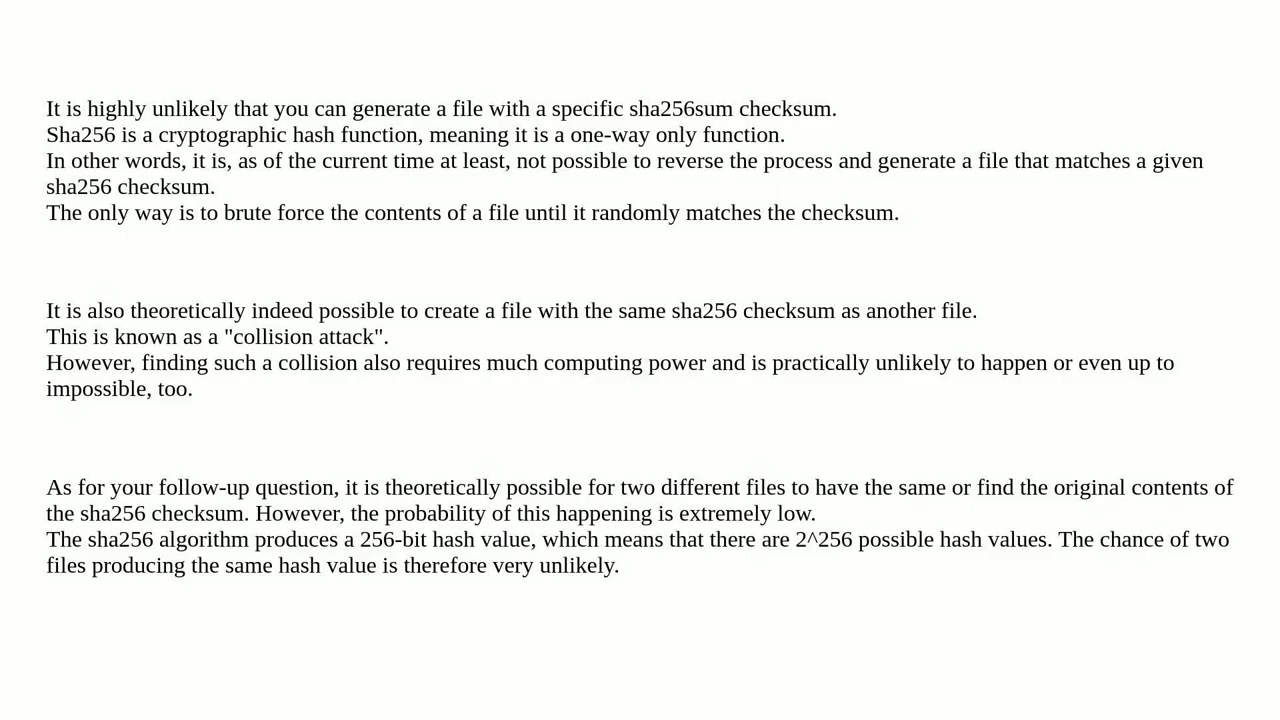 It is highly unlikely that you can generate a file with a specific sha256sum checksum.
Sha256 is a cryptographic hash function, meaning it is a one-way only function.
In other words, it is, as of the current time at least, not possible to reverse the process and generate a file that matches a given
sha256 checksum.
The only way is to brute force the contents of a file until it randomly matches the checksum.
It is also theoretically indeed possible to create a file with the same sha256 checksum as another file.
This is known as a "collision attack".
However, finding such a collision also requires much computing power and is practically unlikely to happen or even up to
impossible, too.
As for your follow-up question, it is theoretically possible for two different files to have the same or find the original contents of
the sha256 checksum. However, the probability of this happening is extremely low.
The sha256 algorithm produces a 256-bit hash value, which means that there are 2^256 possible hash values. The chance of two
files producing the same hash value is therefore very unlikely.